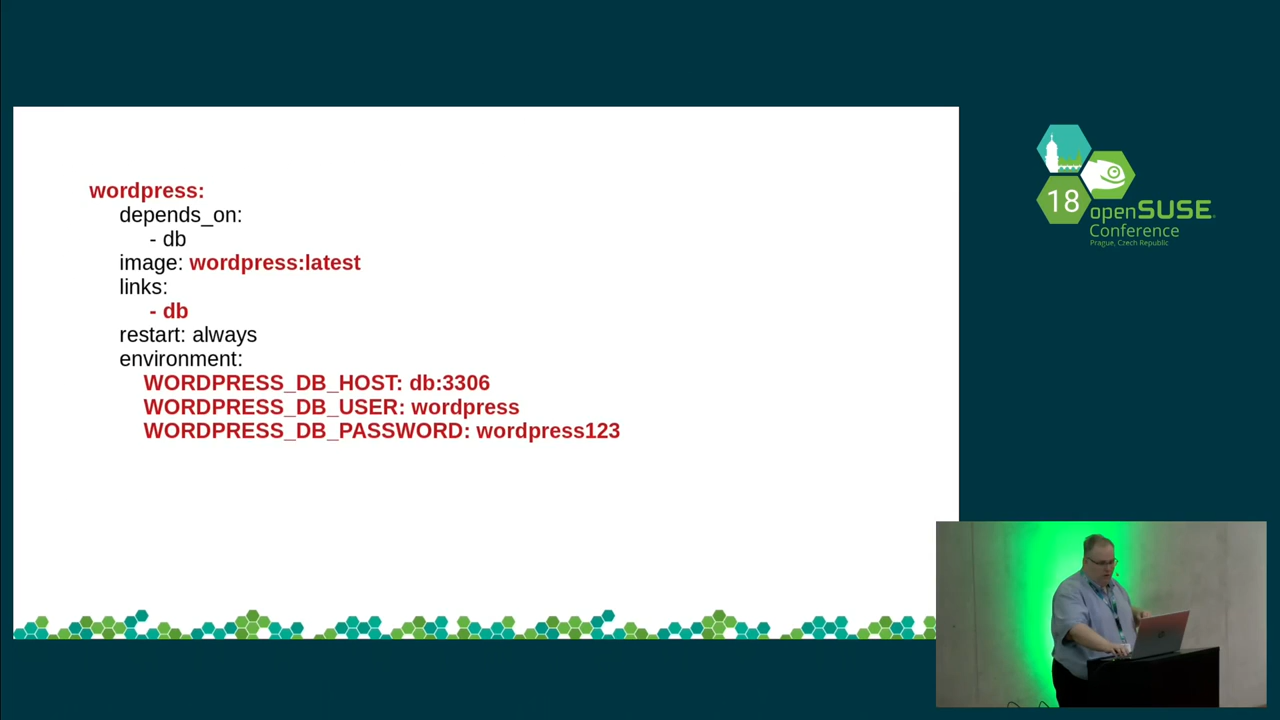 wordpress:
depends_on:
- db
image: wordpress:latest
links:
- db
restart: always
environment:
WORDPRESS_DB_HOST: db:3306
WORDPRESS_DB_USER: wordpress
WORDPRESS_DB_PASSWORD: wordpress123
18
openSUSE
Conference
Prague, Czech Republic